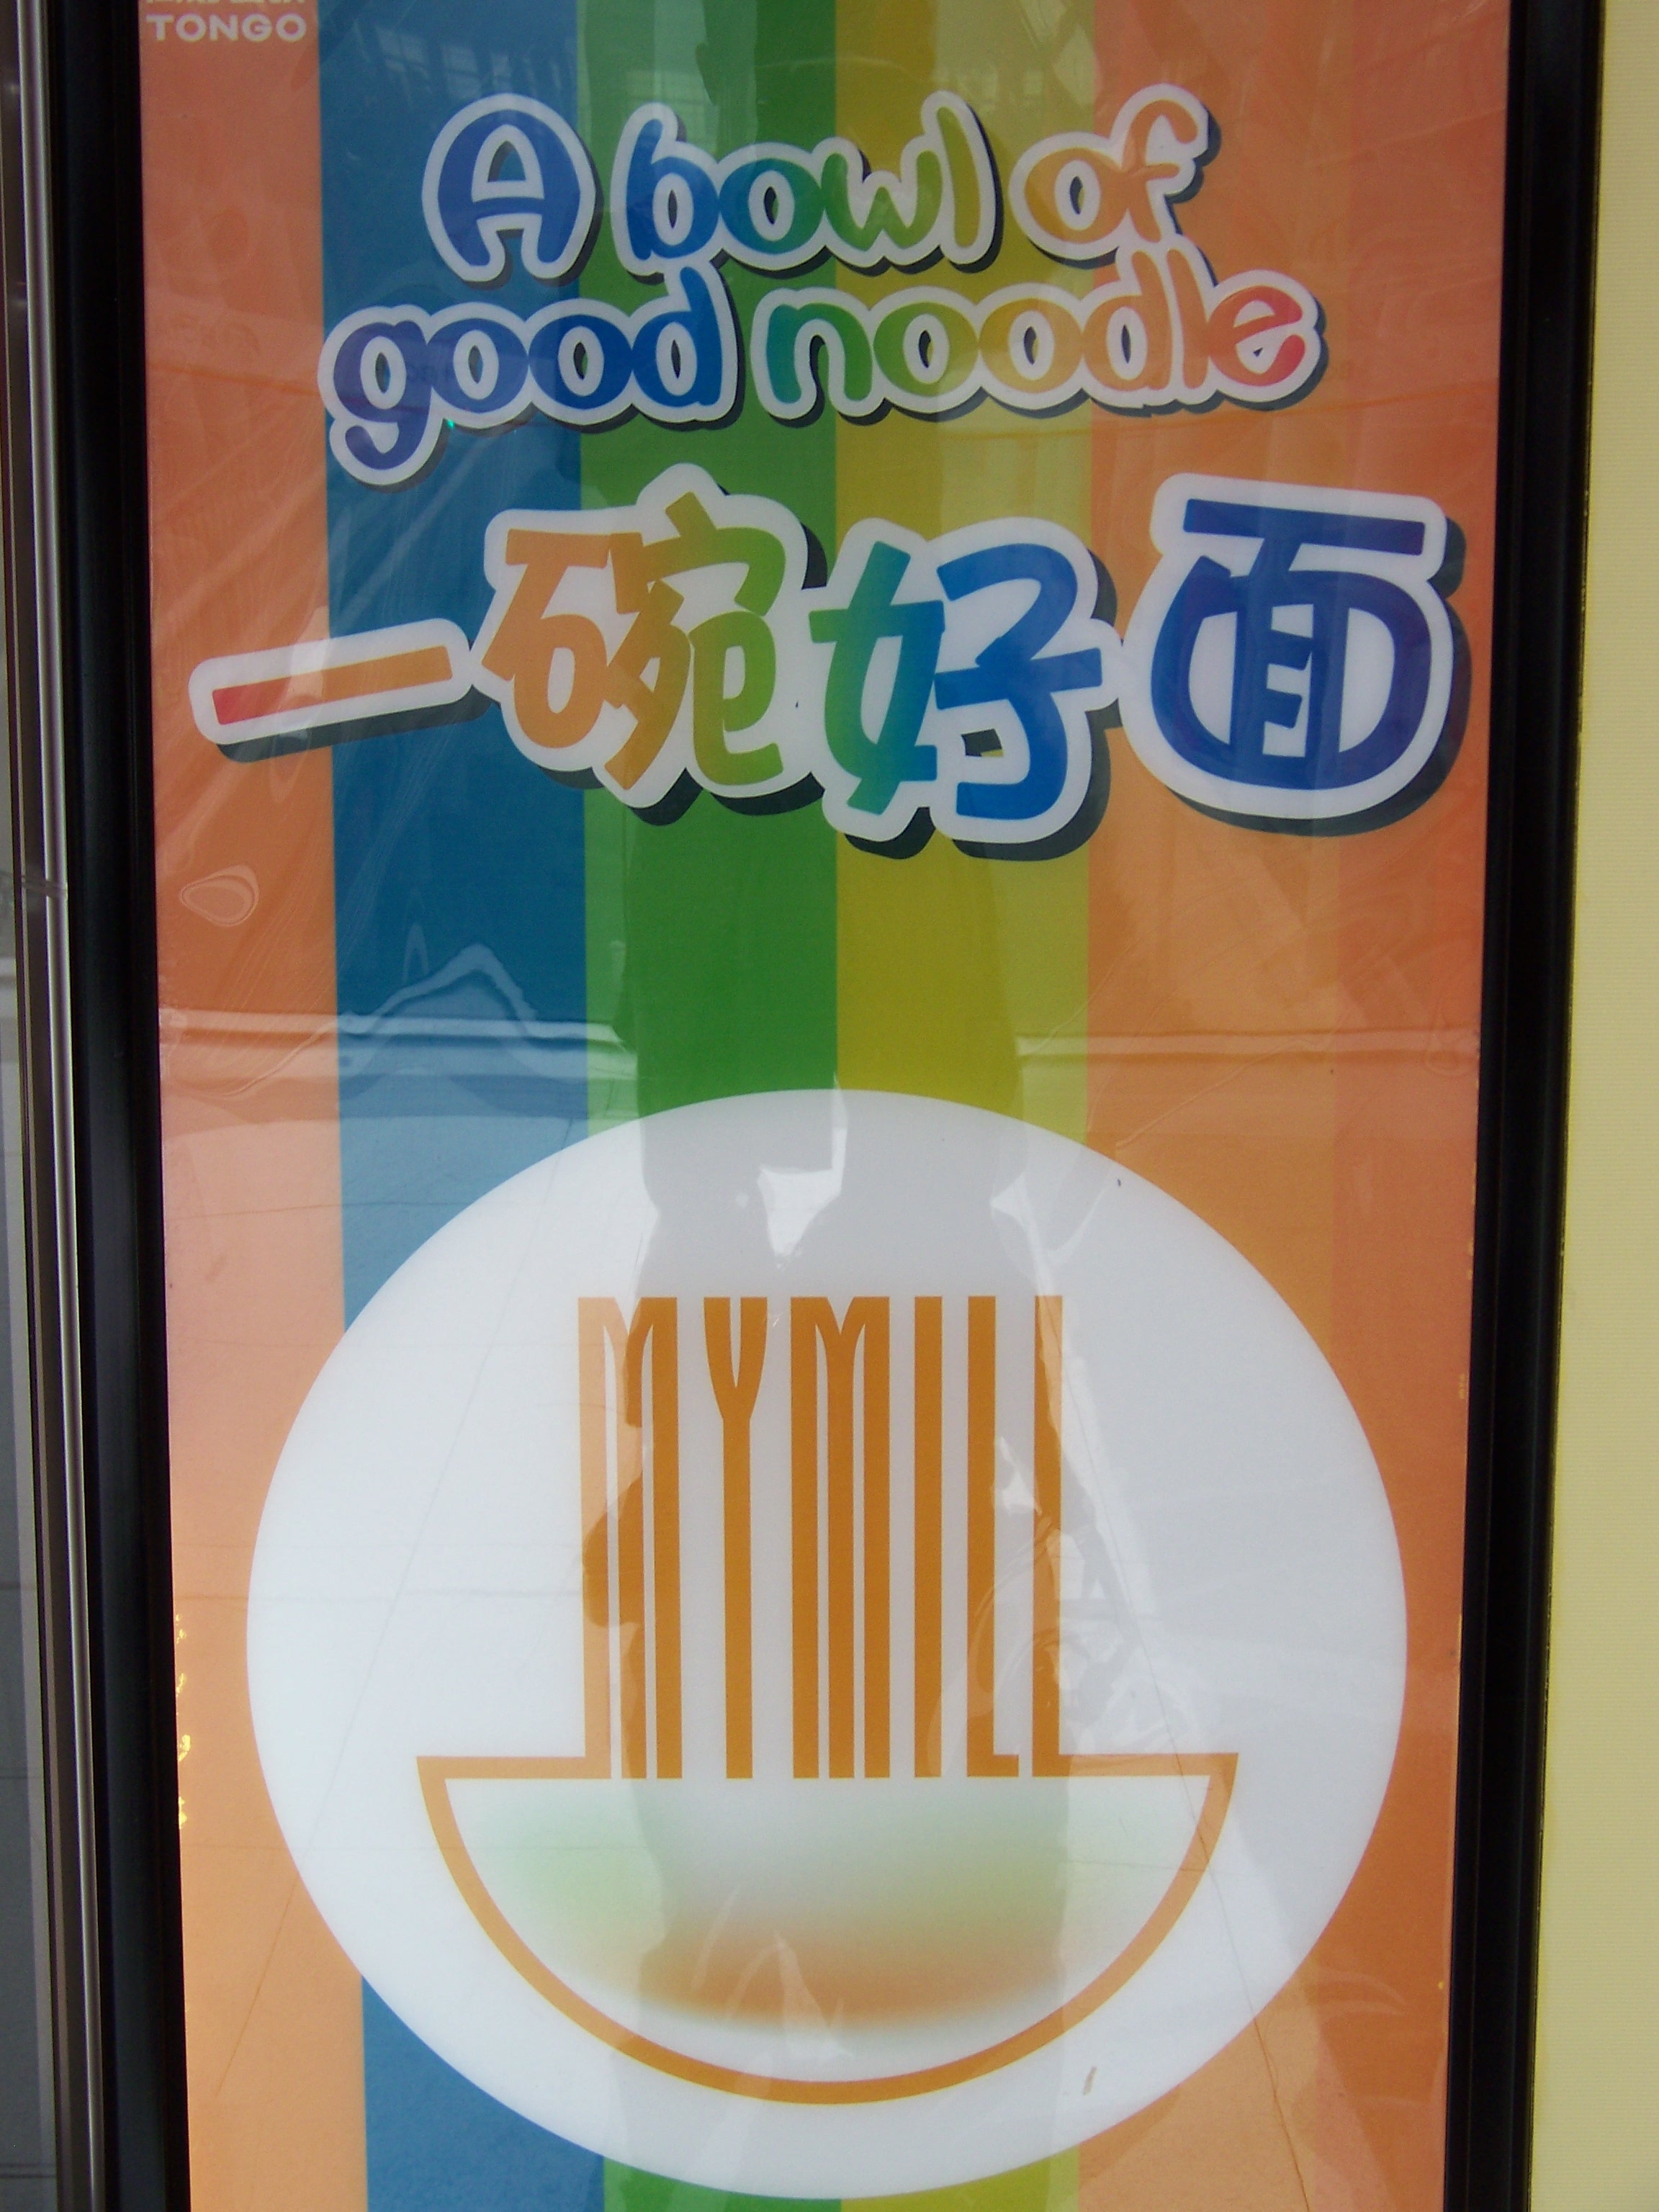 TONGO
A bowl of
good noodle
一碗好面
MYMILL